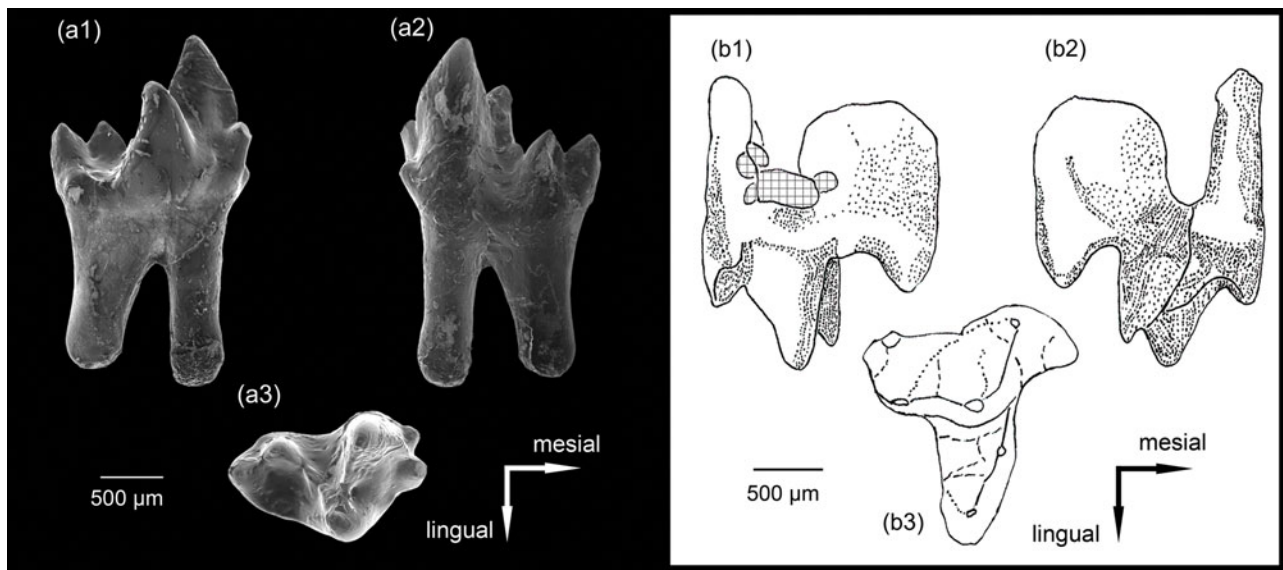 (a1)
(a2)
(a3)
500 µm
mesial
lingual
(b1)
(b2)
(b3)
500 µm
mesial
lingual